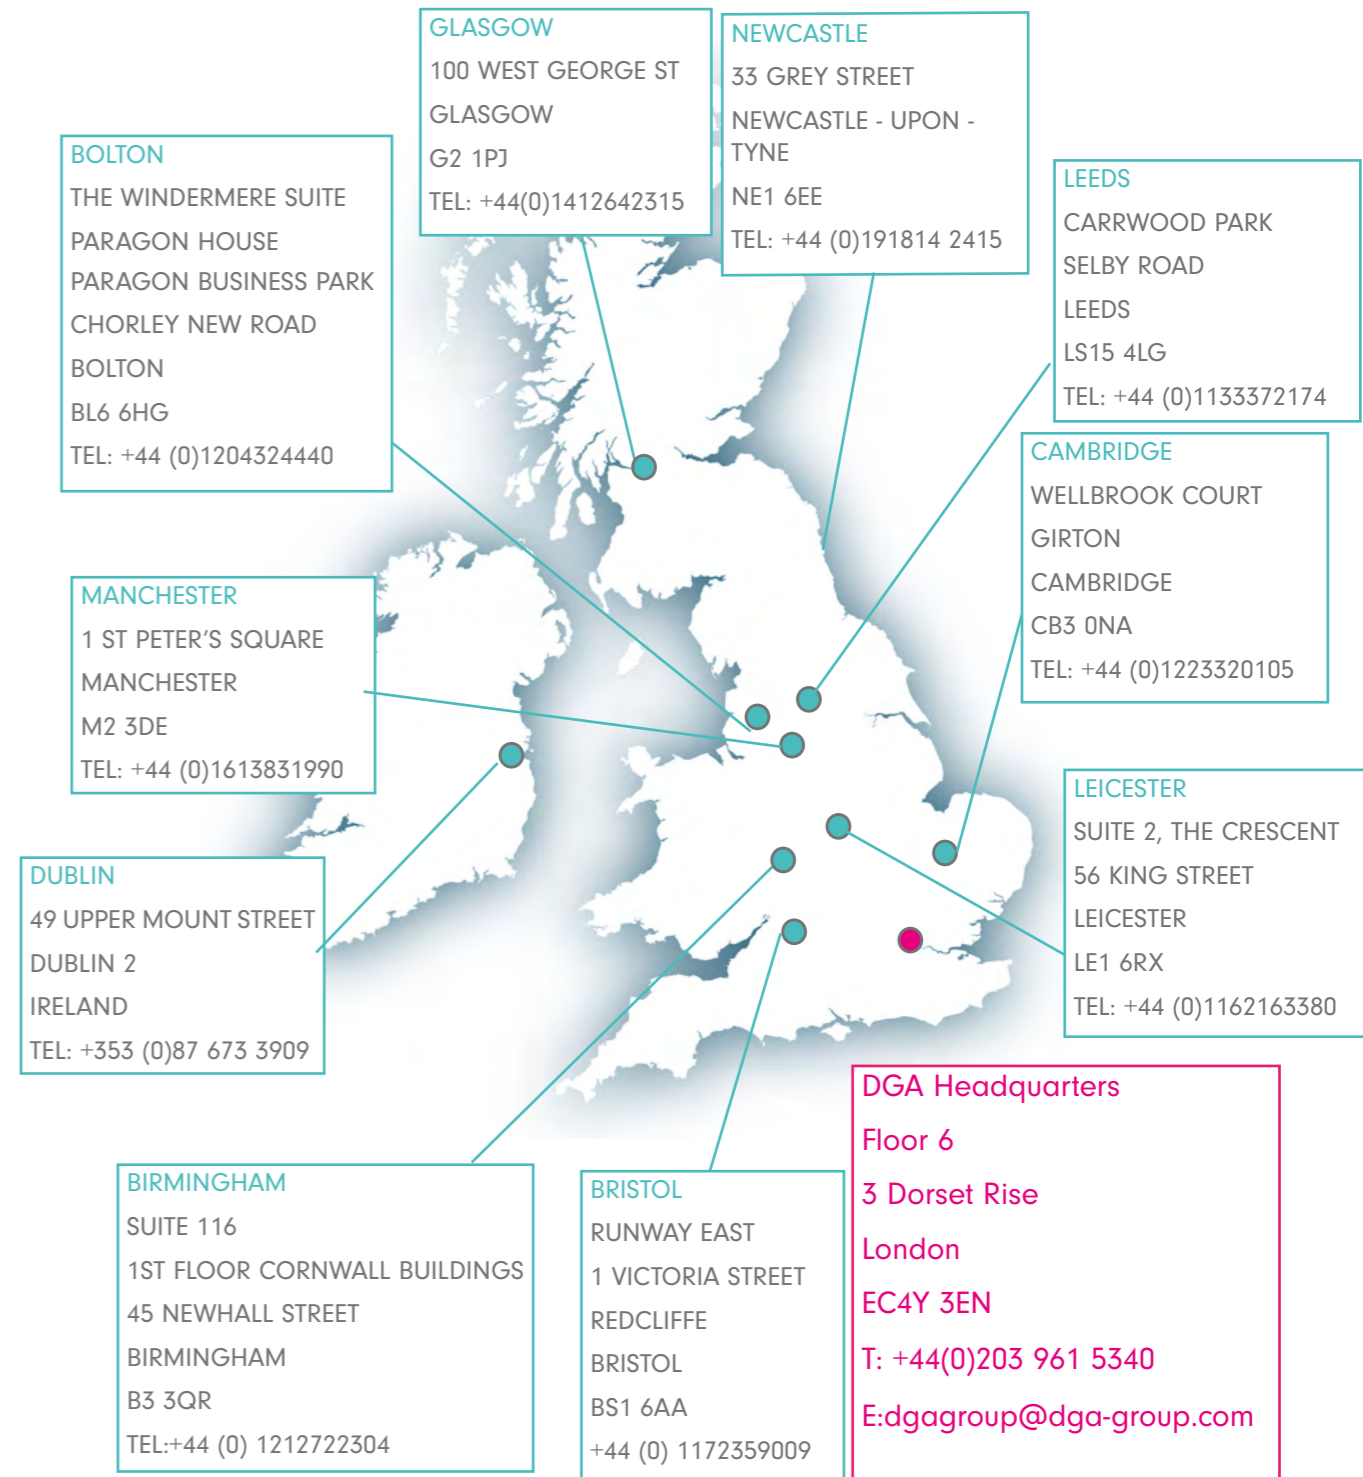 GLASGOW
100 WEST GEORGE ST
GLASGOW
G2 1PJ
TEL: +44(0)1412642315
NEWCASTLE
33 GREY STREET
NEWCASTLE - UPON -
TYNE
NE1 6EE
TEL: +44 (0)191814 2415
BOLTON
THE WINDERMERE SUITE
PARAGON HOUSE
PARAGON BUSINESS PARK
CHORLEY NEW ROAD
BOLTON
BL6 6HG
TEL: +44 (0)1204324440
LEEDS
CARRWOOD PARK
SELBY ROAD
LEEDS
LS15 4LG
TEL: +44 (0)1133372174
CAMBRIDGE
WELLBROOK COURT
GIRTON
CAMBRIDGE
CB3 0NA
TEL: +44 (0)1223320105
MANCHESTER
1 ST PETER'S SQUARE
MANCHESTER
M2 3DE
TEL: +44 (0)1613831990
LEICESTER
SUITE 2, THE CRESCENT
56 KING STREET
LEICESTER
LE1 6RX
TEL: +44 (0)1162163380
DUBLIN
49 UPPER MOUNT STREET
DUBLIN 2
IRELAND
TEL: +353 (0)87 673 3909
BIRMINGHAM
SUITE 116
1ST FLOOR CORNWALL BUILDINGS
45 NEWHALL STREET
BIRMINGHAM
B3 3QR
TEL:+44 (0) 1212722304
BRISTOL
RUNWAY EAST
1 VICTORIA STREET
REDCLIFFE
BRISTOL
BS1 6AA
+44 (0) 1172359009
DGA Headquarters
Floor 6
3 Dorset Rise
London
EC4Y 3EN
T: +44(0)203 961 5340
E:dgagroup@dga-group.com